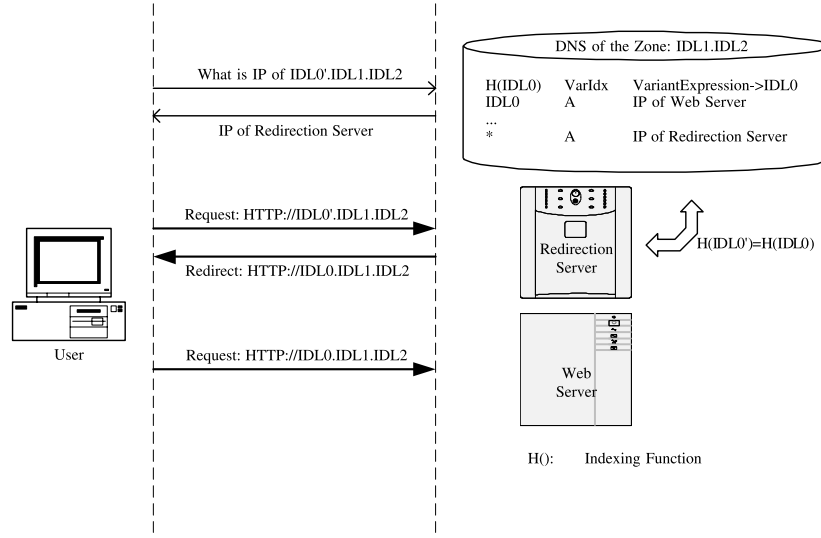 DNS of the Zone: IDL1.IDL2
What is IP of IDL0'.IDL1.IDL2
H(IDL0) VarIdx VariantExpression->IDL0
IDL0 A IP of Web Server
...
* A IP of Redirection Server
IP of Redirection Server
Request: HTTP://IDL0'.IDL1.IDL2
Redirect: HTTP://IDL0.IDL1.IDL2
Redirection
Server
H(IDL0')=H(IDL0)
User
Request: HTTP://IDL0.IDL1.IDL2
Web
Server
H(): Indexing Function